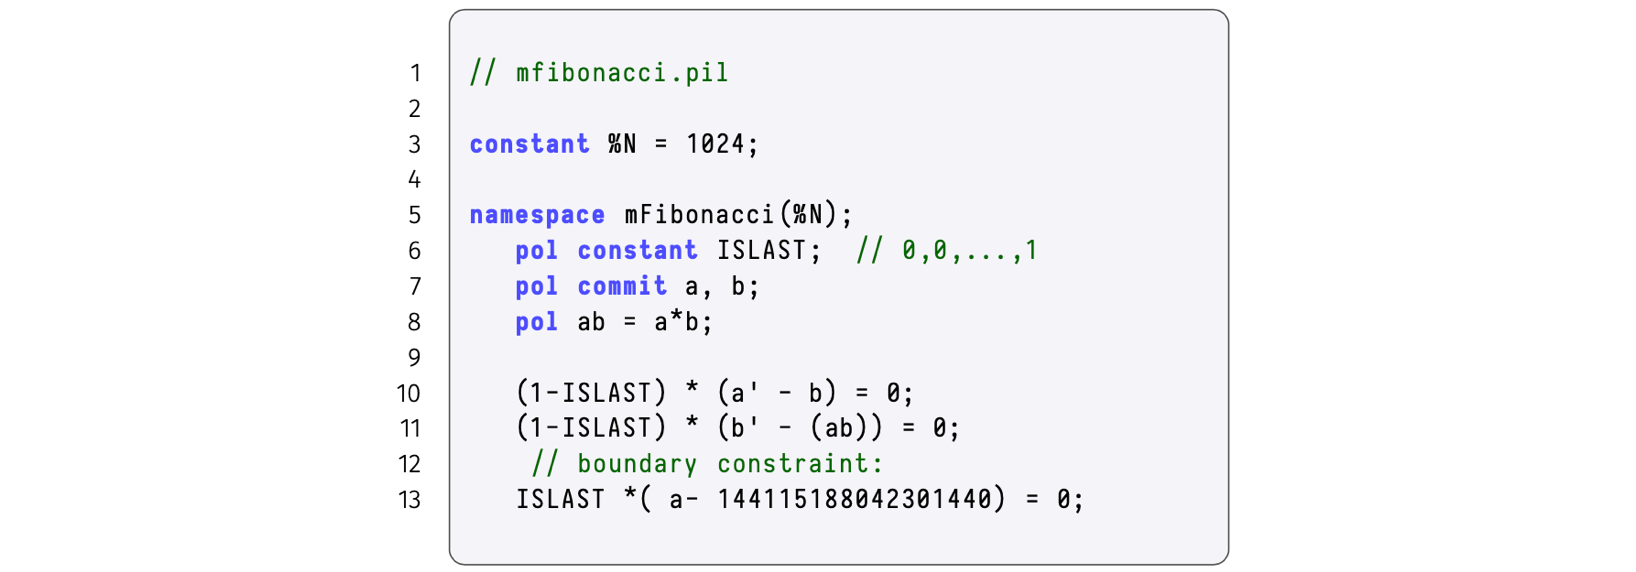 1 // mfibonacci.pil
2
3 constant %N = 1024;
4
5 namespace mFibonacci(%N);
6 pol constant ISLAST; // 0,0,...,1
7 pol commit a, b;
8 pol ab = a*b;
9
10 (1-ISLAST) * (a' - b) = 0;
11 (1-ISLAST) * (b' - (ab)) = 0;
12 // boundary constraint:
13 ISLAST *( a- 144115188042301440) = 0;